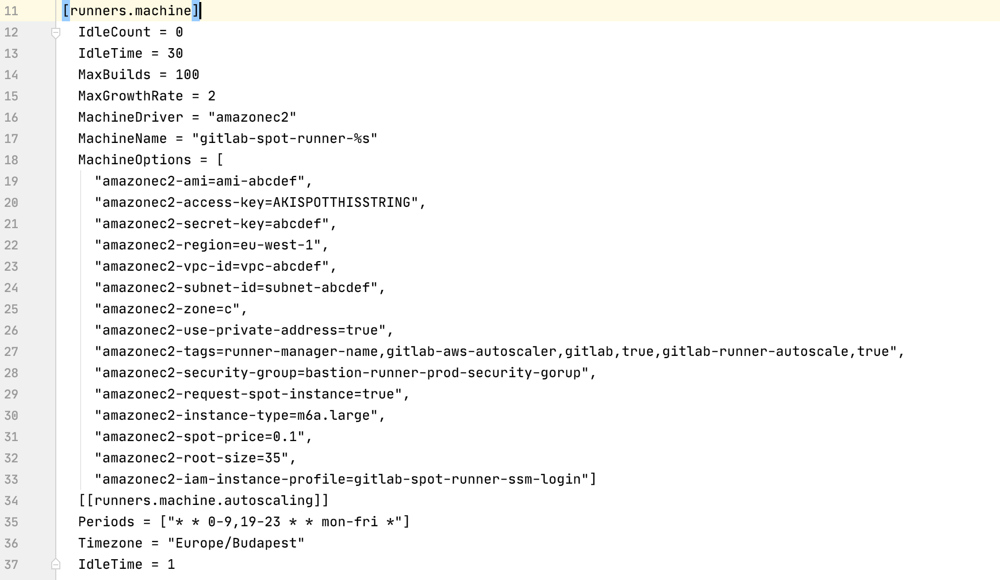 11 [runners.machine]
12 IdleCount = 0
13 IdleTime = 30
14 MaxBuilds = 100
15 MaxGrowthRate = 2
16 MachineDriver = "amazonec2"
17 MachineName = "gitlab-spot-runner-%s"
18 MachineOptions = [
19 "amazonec2-ami=ami-abcdef",
20 "amazonec2-access-key=AKISPOTTHISSTRING",
21 "amazonec2-secret-key=abcdef",
22 "amazonec2-region=eu-west-1",
23 "amazonec2-vpc-id=vpc-abcdef",
24 "amazonec2-subnet-id=subnet-abcdef",
25 "amazonec2-zone=c",
26 "amazonec2-use-private-address=true",
27 "amazonec2-tags=runner-manager-name,gitlab-aws-autoscaler,gitlab,true,gitlab-runner-autoscale,true",
28 "amazonec2-security-group=bastion-runner-prod-security-gorup",
29 "amazonec2-request-spot-instance=true",
30 "amazonec2-instance-type=m6a.large",
31 "amazonec2-spot-price=0.1",
32 "amazonec2-root-size=35",
33 "amazonec2-iam-instance-profile=gitlab-spot-runner-ssm-login"]
34 [[runners.machine.autoscaling]]
35 Periods = ["* * 0-9,19-23 * * mon-fri *"]
36 Timezone = "Europe/Budapest"
37 IdleTime = 1